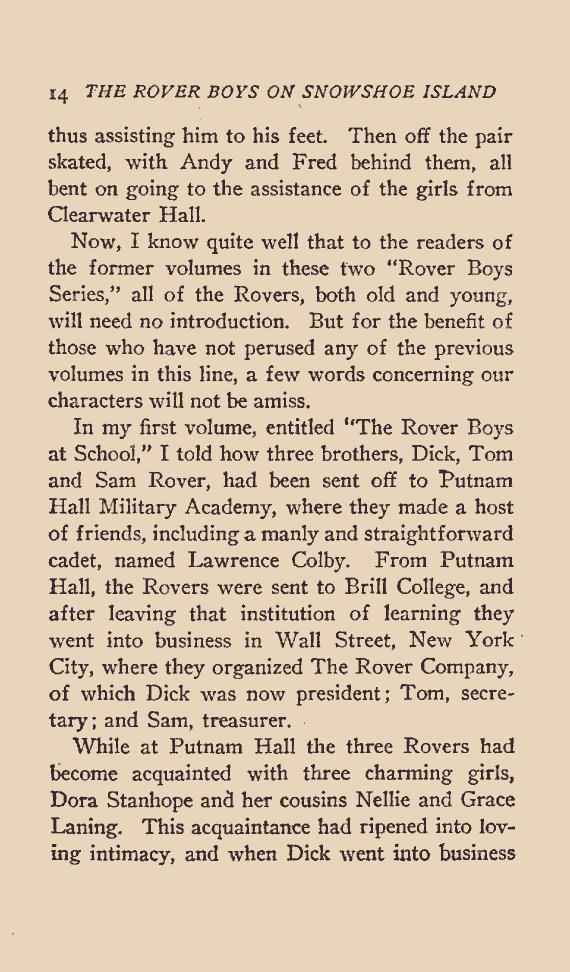 14 THE ROVER BOYS ON SNOWSHOE ISLAND
thus assisting him to his feet. Then off the pair
skated, with Andy and Fred behind them, all
bent on going to the assistance of the girls from
Clearwater Hall.
Now, I know quite well that to the readers of
the former volumes in these two "Rover Boys
Series," all of the Rovers, both old and young,
will need no introduction. But for the benefit of
those who have not perused any of the previous
volumes in this line, a few words concerning our
characters will not be amiss.
In my first volume, entitled "The Rover Boys
at School," I told how three brothers, Dick, Tom
and Sam Rover, had been sent off to Putnam
Hall Military Academy, where they made a host
of friends, including a manly and straightforward
cadet, named Lawrence Colby. From Putnam
Hall, the Rovers were sent to Brill College, and
after leaving that institution of learning they
went into business in Wall Street, New York
City, where they organized The Rover Company,
of which Dick was now president; Tom, secre-
tary; and Sam, treasurer.
While at Putnam Hall the three Rovers had
become acquainted with three charming girls,
Dora Stanhope and her cousins Nellie and Grace
Laning. This acquaintance had ripened into lov-
ing intimacy, and when Dick went into business